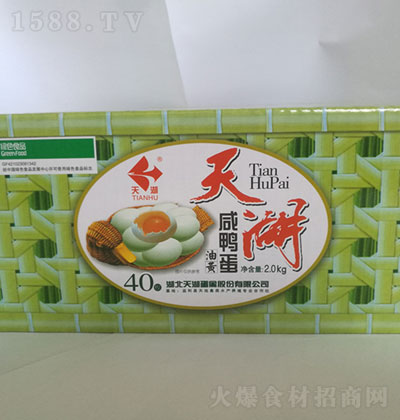 1588.TV
绿色食品
GreenFood
天湖
TIANHU
天湖
Tian
HuPai
咸鸭蛋
油黄
净含量:2.0kg
40枚
湖北天湖蛋業股份有限公司
火爆食材招商网